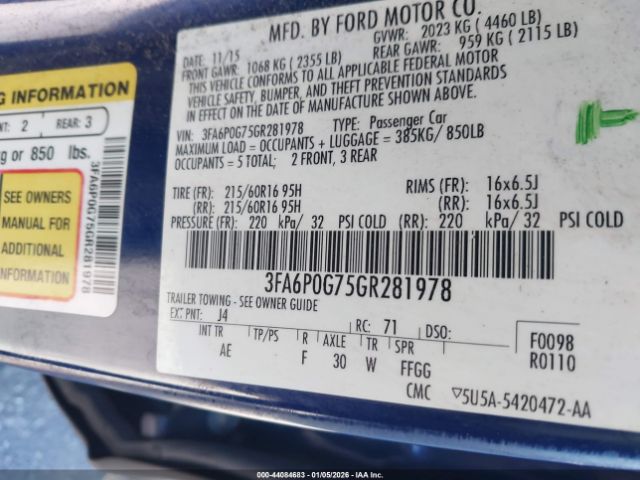 MFD. BY FORD MOTOR CO.
11/15
GVWR: 2023 KG ( 4460 LB)
FRONT GAWR: 1068 KG ( 2355 LB)
REAR GAWR: 959 KG ( 2115 LB)
THIS VEHICLE CONFORMS TO ALL APPLICABLE FEDERAL MOTOR
VEHICLE SAFETY, BUMPER, AND THEFT PREVENTION STANDARDS
IN EFFECT ON THE DATE OF MANUFACTURE SHOWN ABOVE.
VIN: 3FA6P0G75GR281978 TYPE: Passenger Car
MAXIMUM LOAD = OCCUPANTS + LUGGAGE = 385KG/ 850LB
OCCUPANTS = 5 TOTAL; 2 FRONT, 3 REAR
TIRE (FR): 215/60R16 95H RIMS (FR): 16x6.5J
(RR): 215/60R16 95H (RR): 16x6.5J
PRESSURE (FR): 220 kPa/ 32 PSI COLD (RR): 220 kPa/ 32 PSI COLD
3FA6P0G75GR281978
TRAILER TOWING - SEE OWNER GUIDE
EXT PNT: J4 RC: 71 DSO:
INT TR TP/PS R AXLE TR SPR
AE F 30 W FFGG
CMC
F0098
R0110
▽5U5A-5420472-AA
G INFORMATION
NT: 2 REAR: 3
g or 850 lbs.
SEE OWNERS
MANUAL FOR
ADDITIONAL
INFORMATION
3FA6P0G75GR281978
000-44084683 - 01/05/2026 - IAAI Inc.